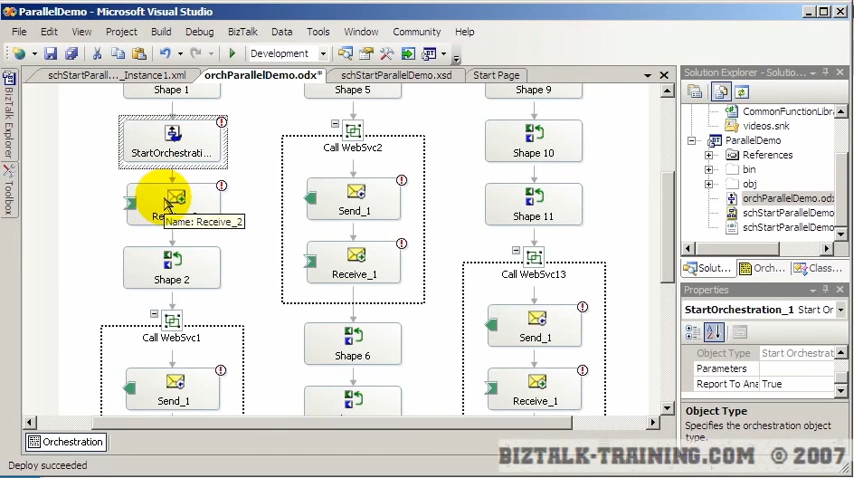 ParallelDemo - Microsoft Visual Studio
File Edit View Project Build Debug BizTalk Data Tools Window Community Help
Development
schStartParall..._Instance1.xml orchParallelDemo.odx* schStartParallelDemo.xsd Start Page
BizTalk Explorer
Toolbox
Shape 1
StartOrchestrati...
Name: Receive_2
Shape 2
Call WebSvc1
Send_1
Shape 5
Call WebSvc2
Send_1
Receive_1
Shape 6
Shape 9
Shape 10
Shape 11
Call WebSvc13
Send_1
Receive_1
Orchestration
Deploy succeeded
Solution Explorer - ParallelDemo
CommonFunctionLibra
videos.snk
ParallelDemo
References
bin
obj
orchParallelDemo.odx
schStartParallelDemo
schStartParallelDemo
Solut... Orch... Class...
Properties
StartOrchestration_1 Start Or
Object Type Start Orchestrat
Parameters
Report To Ana True
Object Type
Specifies the orchestration object
type.
BIZTALK-TRAINING.COM © 2007